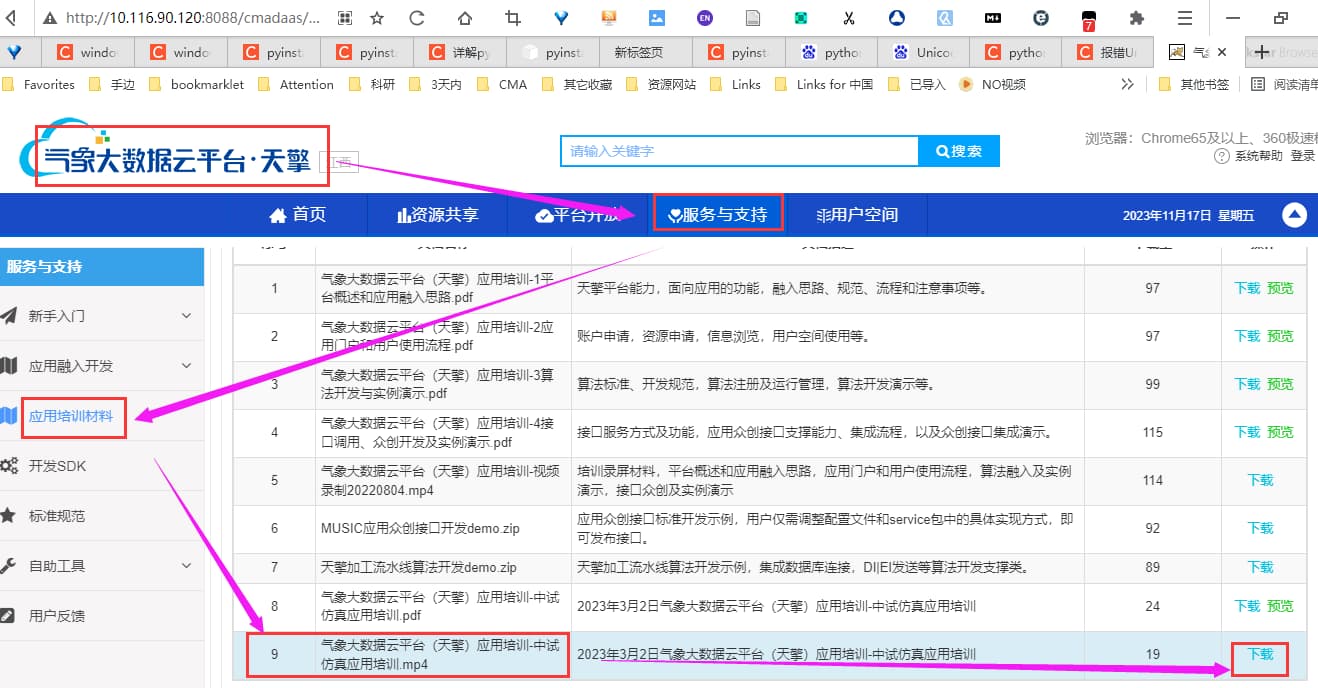 http://10.116.90.120:8088/cmadaas/...
EN
7
windo
windo
pyinst
pyinst
详解py
pyinst
新标签页
pyinst
pytho
Unico
pytho
报错U
Favorites 手边 bookmarklet Attention 科研 3天内 CMA 其它收藏 资源网站 Links Links for 中国 已导入 NO视频 其他书签 阅读清单
气象大数据云平台·天擎
江西
请输入关键字
搜索
浏览器：Chrome65及以上、360极速
系统帮助 登录
首页 资源共享 平台开放 服务与支持 用户空间 2023年11月17日 星期五
服务与支持
新手入门
应用融入开发
应用培训材料
开发SDK
标准规范
自助工具
用户反馈
1 气象大数据云平台（天擎）应用培训-1平
台概述和应用融入思路.pdf
天擎平台能力，面向应用的功能，融入思路、规范、流程和注意事项等。 97 下载 预览
2 气象大数据云平台（天擎）应用培训-2应
用门户和用户使用流程.pdf
账户申请，资源申请，信息浏览，用户空间使用等。 97 下载 预览
3 气象大数据云平台（天擎）应用培训-3算
法开发与实例演示.pdf
算法标准、开发规范，算法注册及运行管理，算法开发演示等。 99 下载 预览
4 气象大数据云平台（天擎）应用培训-4接
口调用、众创开发及实例演示.pdf
接口服务方式及功能，应用众创接口支撑能力、集成流程，以及众创接口集成演示。 115 下载 预览
5 气象大数据云平台（天擎）应用培训-视频
录制20220804.mp4
培训录屏材料，平台概述和应用融入思路，应用门户和用户使用流程，算法融入及实例
演示，接口众创及实例演示
114 下载
6 MUSIC应用众创接口开发demo.zip
应用众创接口标准开发示例，用户仅需调整配置文件和service包中的具体实现方式，即
可发布接口。
92 下载
7 天擎加工流水线算法开发demo.zip 天擎加工流水线算法开发示例，集成数据库连接，DI|EI发送等算法开发支撑类。 89 下载
8 气象大数据云平台（天擎）应用培训-中试
仿真应用培训.pdf
2023年3月2日气象大数据云平台（天擎）应用培训-中试仿真应用培训 24 下载 预览
9 气象大数据云平台（天擎）应用培训-中试
仿真应用培训.mp4
2023年3月2日气象大数据云平台（天擎）应用培训-中试仿真应用培训 19 下载